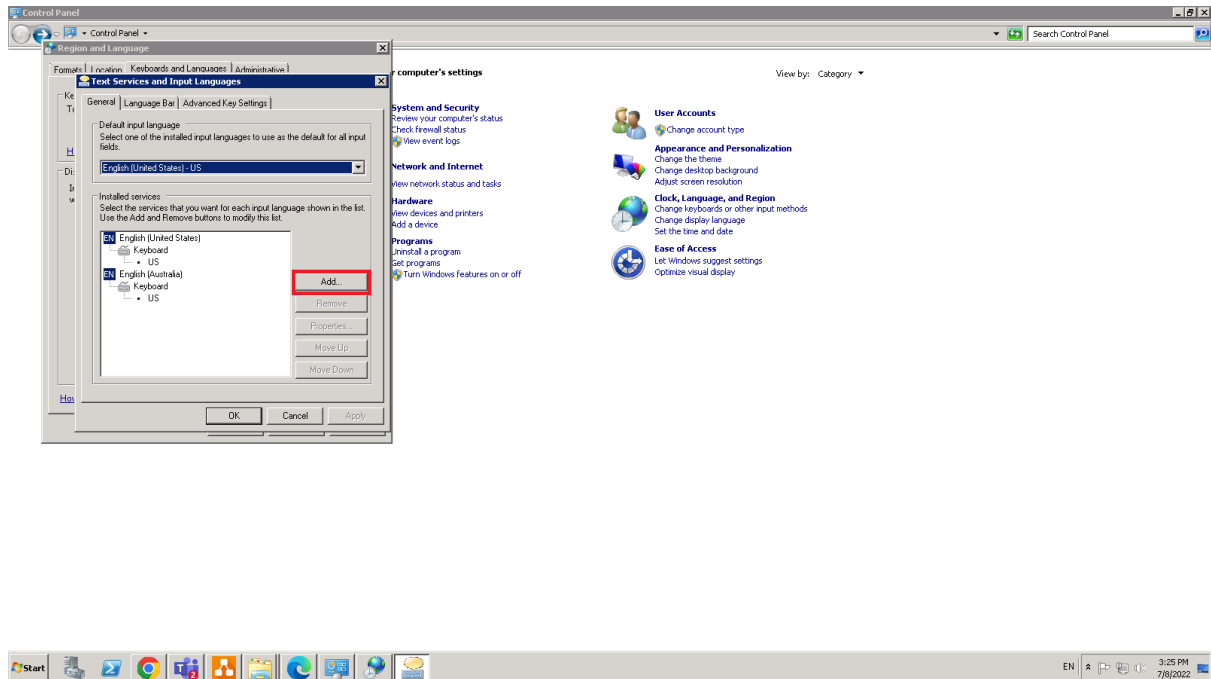 Control Panel
Control Panel
Search Control Panel
Region and Language
Formats Location Keyboards and Languages Administrative
Text Services and Input Languages
General Language Bar Advanced Key Settings
Default input language
Select one of the installed input languages to use as the default for all input
fields.
English (United States) - US
Installed services
Select the services that you want for each input language shown in the list.
Use the Add and Remove buttons to modify this list.
EN English (United States)
Keyboard
US
EN English (Australia)
Keyboard
US
Add...
Remove
Properties...
Move Up
Move Down
OK Cancel Apply
r computer's settings
View by: Category
System and Security
Review your computer's status
Check firewall status
View event logs
Network and Internet
View network status and tasks
Hardware
View devices and printers
Add a device
Programs
Uninstall a program
Get programs
Turn Windows features on or off
User Accounts
Change account type
Appearance and Personalization
Change the theme
Change desktop background
Adjust screen resolution
Clock, Language, and Region
Change keyboards or other input methods
Change display language
Set the time and date
Ease of Access
Let Windows suggest settings
Optimize visual display
Start
EN
3:25 PM
7/8/2022